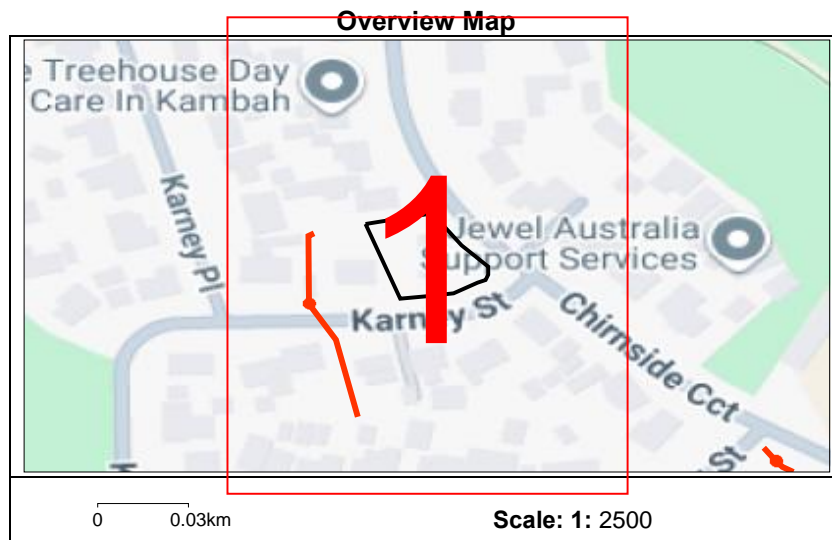 Overview Map
e Treehouse Day
Care In Kambah
Karney Pl
1
Jewel Australia
Support Services
Karney St
Chirnside Cct
K
St
0 0.03km
Scale: 1: 2500